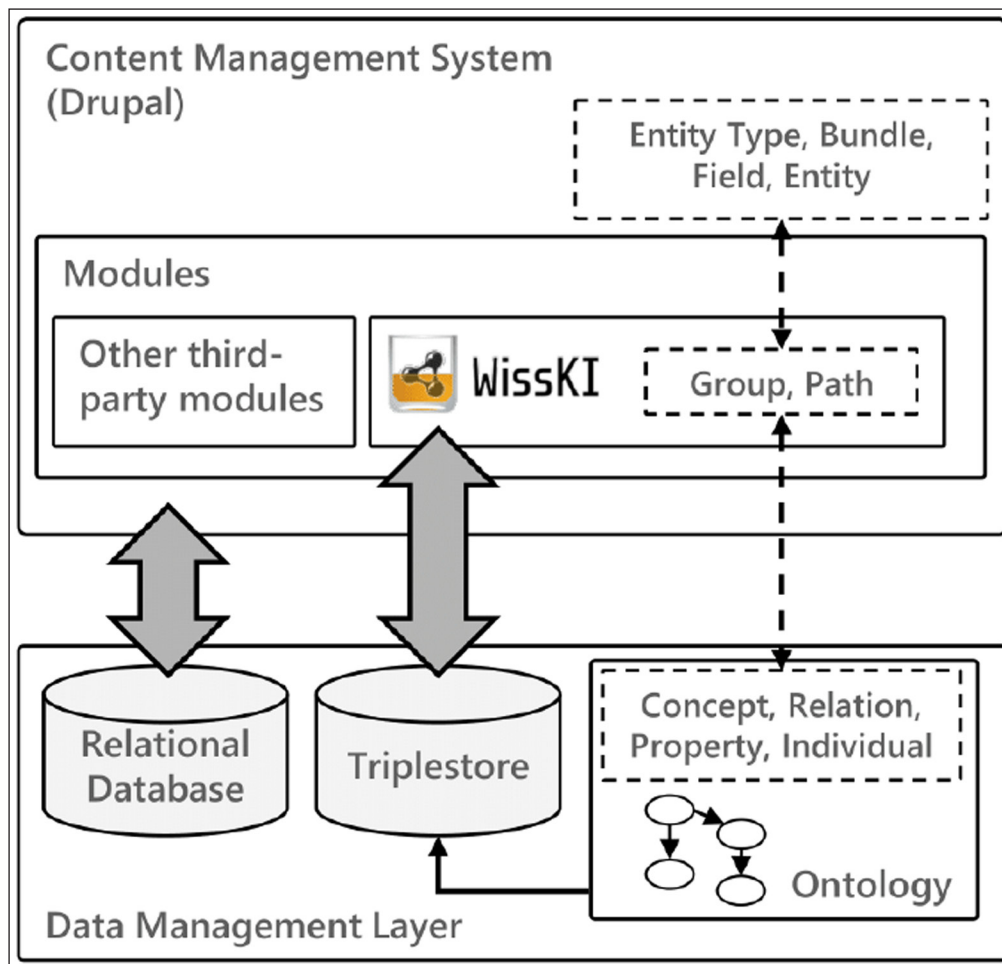 Content Management System
(Drupal)
Entity Type, Bundle,
Field, Entity
Modules
Other third-
party modules
WissKI
Group, Path
Relational
Database
Triplestore
Concept, Relation,
Property, Individual
Ontology
Data Management Layer